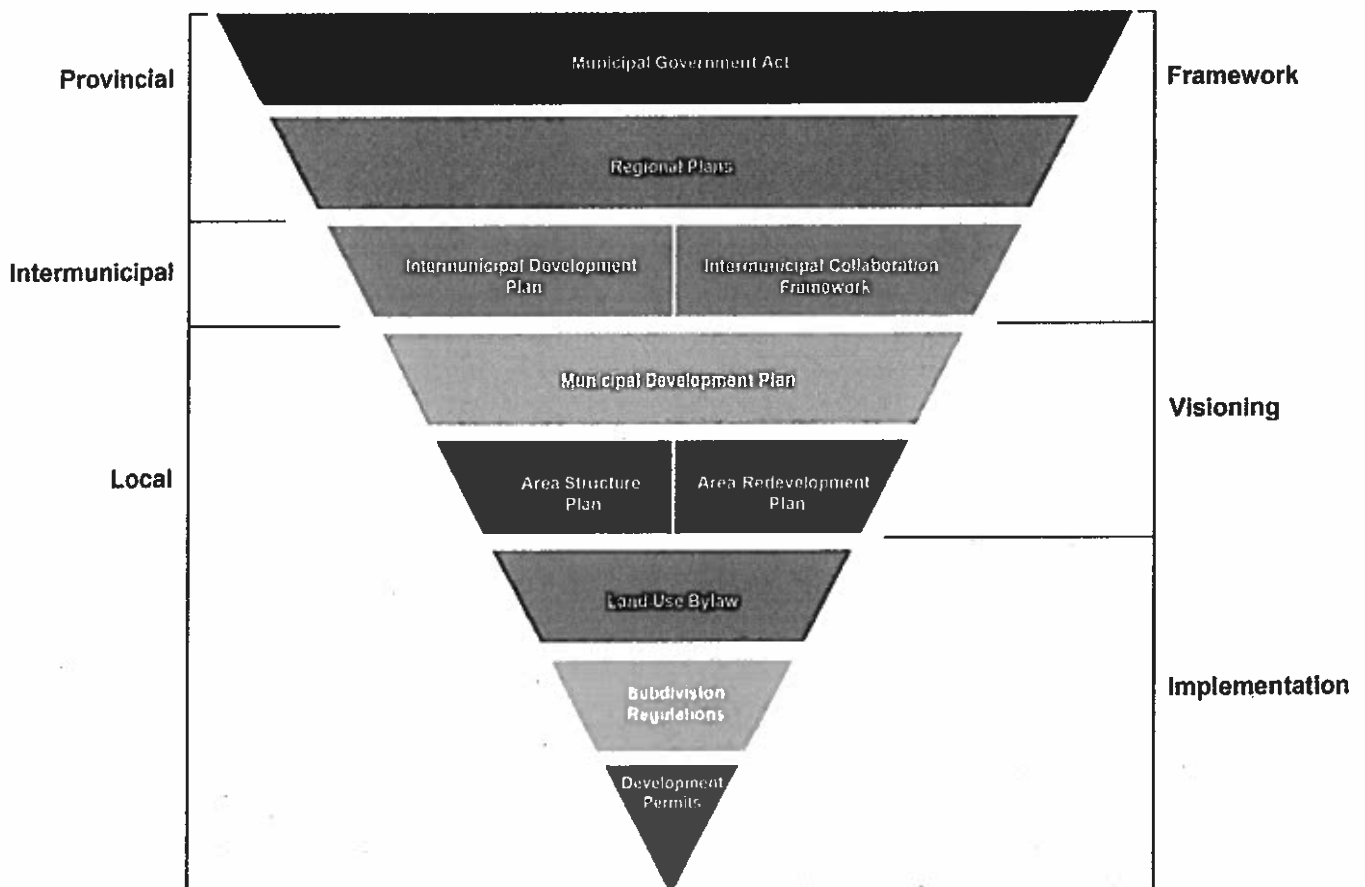 Provincial
Municipal Government Act
Framework
Regional Plans
Intermunicipal
Intermunicipal Development
Plan
Intermunicipal Collaboration
Framework
Municipal Development Plan
Visioning
Local
Area Structure
Plan
Area Redevelopment
Plan
Land Use Bylaw
Subdivision
Regulations
Implementation
Development
Permits